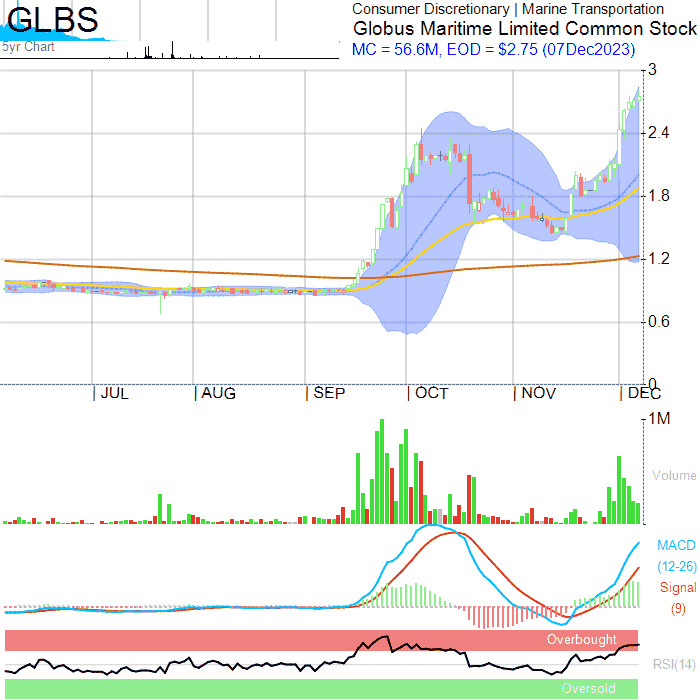 GLBS
Consumer Discretionary | Marine Transportation
Globus Maritime Limited Common Stock
MC = 56.6M, EOD = $2.75 (07Dec2023)
5yr Chart
3
2.4
1.8
1.2
0.6
0
JUL AUG SEP OCT NOV DEC
1M
Volume
MACD
(12-26)
Signal
(9)
Overbought
RSI(14)
Oversold